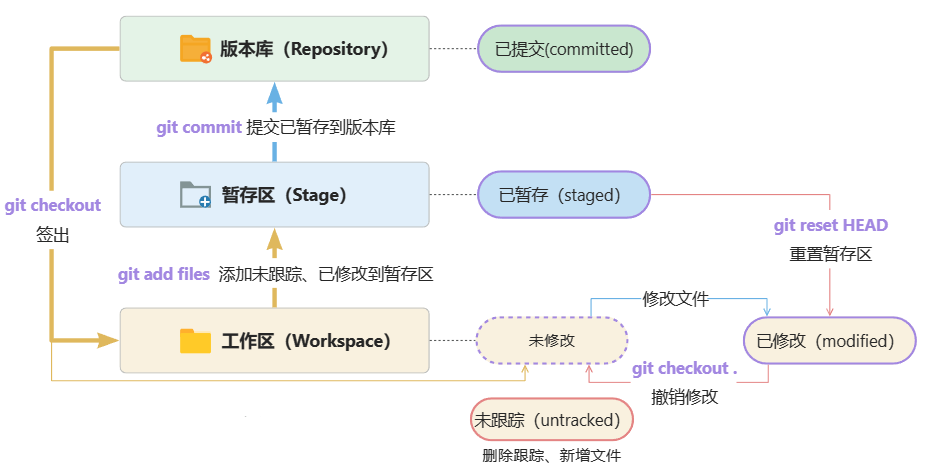 版本库（Repository）
已提交(committed)
git commit 提交已暂存到版本库
暂存区（Stage）
已暂存（staged）
git checkout
签出
git reset HEAD
重置暂存区
git add files 添加未跟踪、已修改到暂存区
修改文件
工作区（Workspace）
未修改
已修改（modified）
git checkout .
撤销修改
未跟踪（untracked）
删除跟踪、新增文件